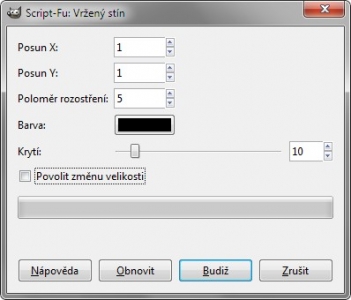 Script-Fu: Vržený stín
Posun X: 1
Posun Y: 1
Poloměr rozostření: 5
Barva:
Krytí: 10
Povolit změnu velikosti
Nápověda Obnovit Budiž Zrušit